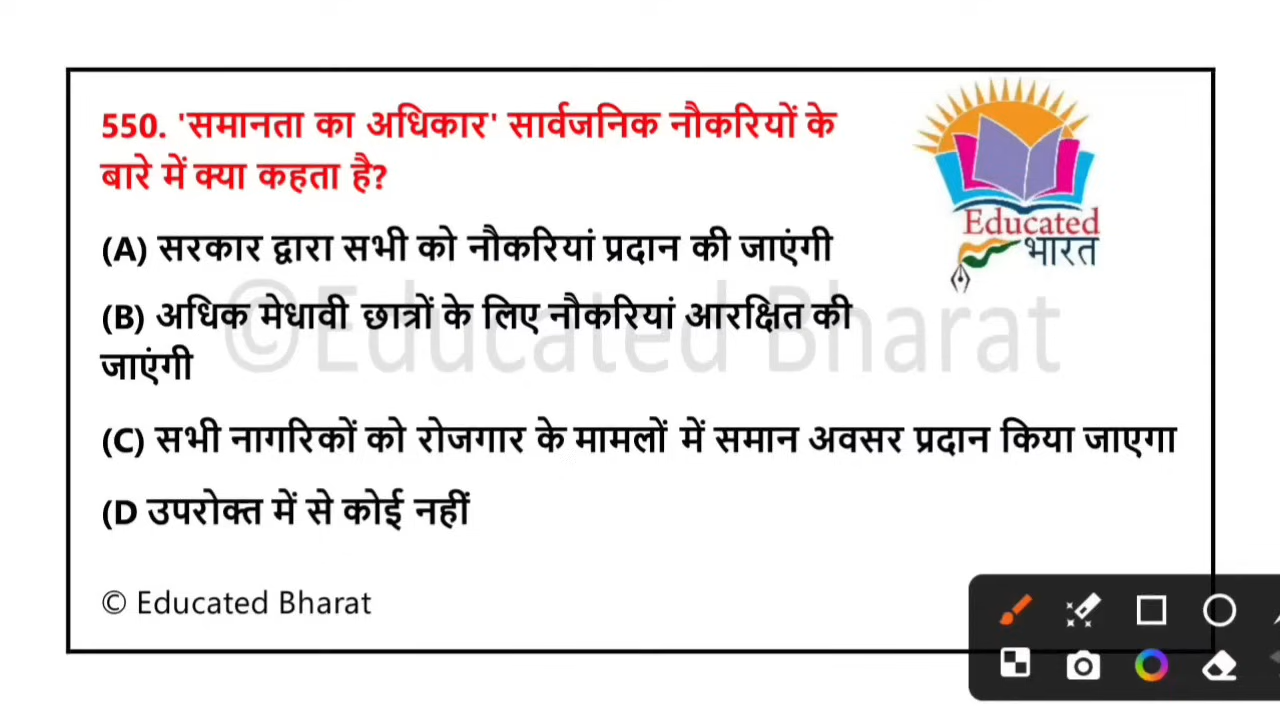 550. 'समानता का अधिकार' सार्वजनिक नौकरियों के
बारे में क्या कहता है?
Educated
भारत
(A) सरकार द्वारा सभी को नौकरियां प्रदान की जाएंगी
(B) अधिक मेधावी छात्रों के लिए नौकरियां आरक्षित की
जाएंगी
©Educated Bharat
(C) सभी नागरिकों को रोजगार के मामलों में समान अवसर प्रदान किया जाएगा
(D उपरोक्त में से कोई नहीं
© Educated Bharat